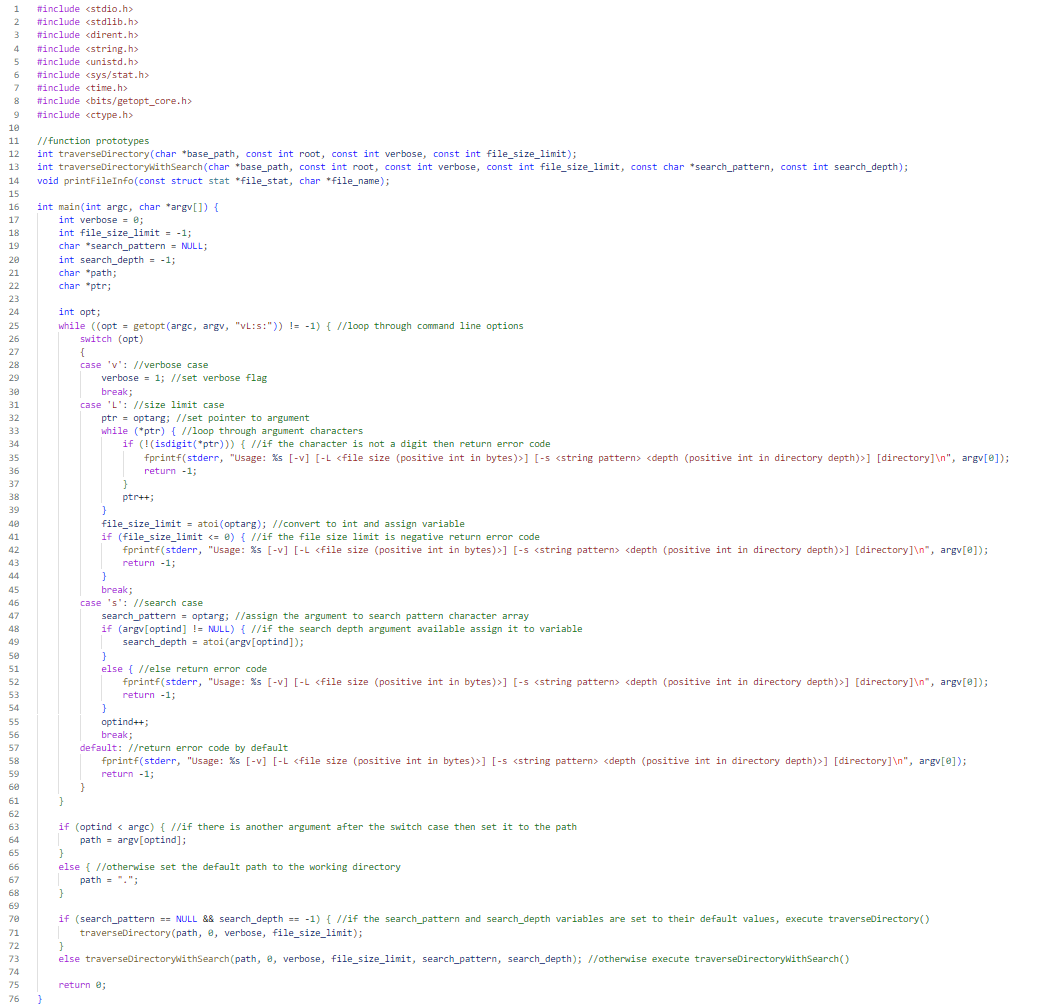 1 #include <stdio.h>
2 #include <stdlib.h>
3 #include <dirent.h>
4 #include <string.h>
5 #include <unistd.h>
6 #include <sys/stat.h>
7 #include <time.h>
8 #include <bits/getopt_core.h>
9 #include <ctype.h>
10
11 //function prototypes
12 int traverseDirectory(char *base_path, const int root, const int verbose, const int file_size_limit);
13 int traverseDirectoryWithSearch(char *base_path, const int root, const int verbose, const int file_size_limit, const char *search_pattern, const int search_depth);
14 void printFileInfo(const struct stat *file_stat, char *file_name);
15
16 int main(int argc, char *argv[]) {
17     int verbose = 0;
18     int file_size_limit = -1;
19     char *search_pattern = NULL;
20     int search_depth = -1;
21     char *path;
22     char *ptr;
23
24     int opt;
25     while ((opt = getopt(argc, argv, "vL:s:")) != -1) { //loop through command line options
26         switch (opt)
27         {
28         case 'v': //verbose case
29             verbose = 1; //set verbose flag
30             break;
31         case 'L': //size limit case
32             ptr = optarg; //set pointer to argument
33             while (*ptr) { //loop through argument characters
34                 if (!(isdigit(*ptr))) { //if the character is not a digit then return error code
35                     fprintf(stderr, "Usage: %s [-v] [-L <file size (positive int in bytes)>] [-s <string pattern> <depth (positive int in directory depth)>] [directory]\n", argv[0]);
36                     return -1;
37                 }
38                 ptr++;
39             }
40             file_size_limit = atoi(optarg); //convert to int and assign variable
41             if (file_size_limit <= 0) { //if the file size limit is negative return error code
42                 fprintf(stderr, "Usage: %s [-v] [-L <file size (positive int in bytes)>] [-s <string pattern> <depth (positive int in directory depth)>] [directory]\n", argv[0]);
43                 return -1;
44             }
45             break;
46         case 's': //search case
47             search_pattern = optarg; //assign the argument to search pattern character array
48             if (argv[optind] != NULL) { //if the search depth argument available assign it to variable
49                 search_depth = atoi(argv[optind]);
50             }
51             else { //else return error code
52                 fprintf(stderr, "Usage: %s [-v] [-L <file size (positive int in bytes)>] [-s <string pattern> <depth (positive int in directory depth)>] [directory]\n", argv[0]);
53                 return -1;
54             }
55             optind++;
56             break;
57         default: //return error code by default
58             fprintf(stderr, "Usage: %s [-v] [-L <file size (positive int in bytes)>] [-s <string pattern> <depth (positive int in directory depth)>] [directory]\n", argv[0]);
59             return -1;
60         }
61     }
62
63     if (optind < argc) { //if there is another argument after the switch case then set it to the path
64         path = argv[optind];
65     }
66     else { //otherwise set the default path to the working directory
67         path = ".";
68     }
69
70     if (search_pattern == NULL && search_depth == -1) { //if the search_pattern and search_depth variables are set to their default values, execute traverseDirectory()
71         traverseDirectory(path, 0, verbose, file_size_limit);
72     }
73     else traverseDirectoryWithSearch(path, 0, verbose, file_size_limit, search_pattern, search_depth); //otherwise execute traverseDirectoryWithSearch()
74
75     return 0;
76 }